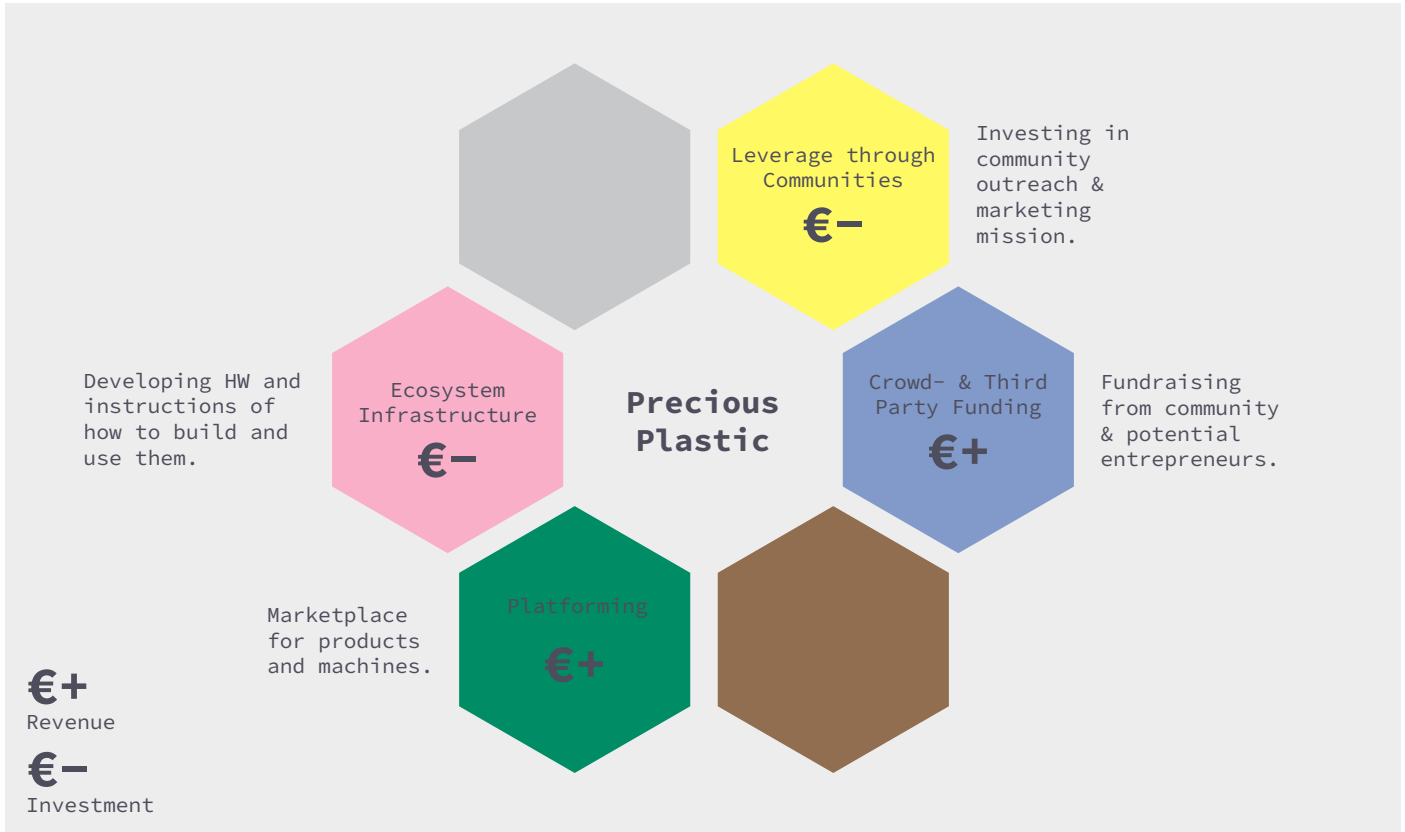 Leverage through
Communities
€−
Investing in
community
outreach &
marketing
mission.
Developing HW and
instructions of
how to build and
use them.
Ecosystem
Infrastructure
€−
Precious
Plastic
Crowd- & Third
Party Funding
€+
Fundraising
from community
& potential
entrepreneurs.
Marketplace
for products
and machines.
Platforming
€+
€+
Revenue
€−
Investment